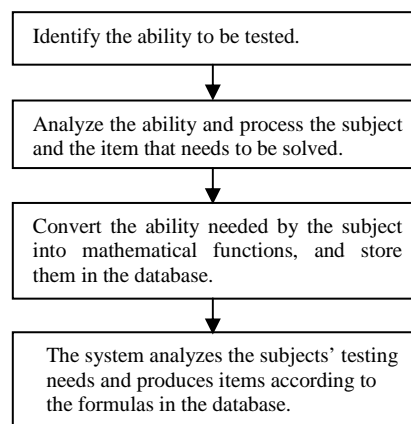 Identify the ability to be tested.
Analyze the ability and process the subject
and the item that needs to be solved.
Convert the ability needed by the subject
into mathematical functions, and store
them in the database.
The system analyzes the subjects’ testing
needs and produces items according to
the formulas in the database.